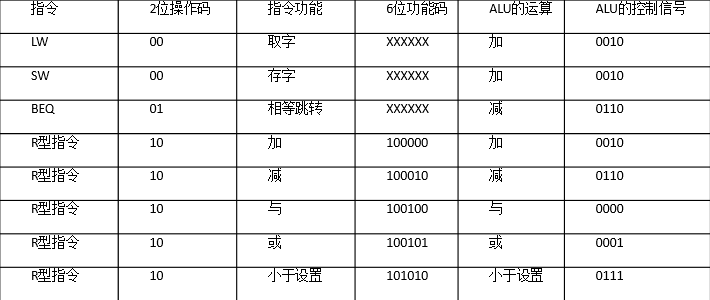 指令 2位操作码 指令功能 6位功能码 ALU的运算 ALU的控制信号
LW 00 取字 XXXXXX 加 0010
SW 00 存字 XXXXXX 加 0010
BEQ 01 相等跳转 XXXXXX 减 0110
R型指令 10 加 100000 加 0010
R型指令 10 减 100010 减 0110
R型指令 10 与 100100 与 0000
R型指令 10 或 100101 或 0001
R型指令 10 小于设置 101010 小于设置 0111